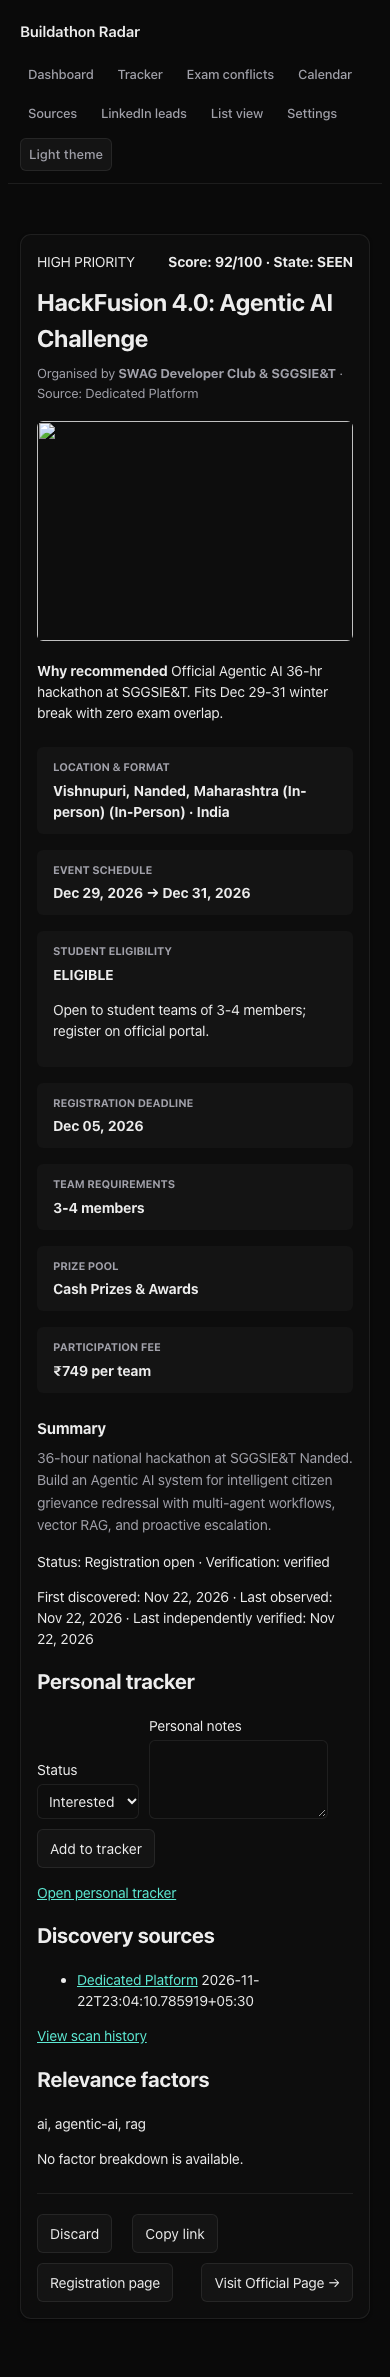 Buildathon Radar
Dashboard Tracker Exam conflicts Calendar
Sources LinkedIn leads List view Settings
Light theme
HIGH PRIORITY Score: 92/100 · State: SEEN
HackFusion 4.0: Agentic AI
Challenge
Organised by SWAG Developer Club & SGGSIE&T ·
Source: Dedicated Platform
Why recommended Official Agentic AI 36-hr
hackathon at SGGSIE&T. Fits Dec 29-31 winter
break with zero exam overlap.
LOCATION & FORMAT
Vishnupuri, Nanded, Maharashtra (In-
person) (In-Person) · India
EVENT SCHEDULE
Dec 29, 2026 → Dec 31, 2026
STUDENT ELIGIBILITY
ELIGIBLE
Open to student teams of 3-4 members;
register on official portal.
REGISTRATION DEADLINE
Dec 05, 2026
TEAM REQUIREMENTS
3-4 members
PRIZE POOL
Cash Prizes & Awards
PARTICIPATION FEE
₹749 per team
Summary
36-hour national hackathon at SGGSIE&T Nanded.
Build an Agentic AI system for intelligent citizen
grievance redressal with multi-agent workflows,
vector RAG, and proactive escalation.
Status: Registration open · Verification: verified
First discovered: Nov 22, 2026 · Last observed:
Nov 22, 2026 · Last independently verified: Nov
22, 2026
Personal tracker
Personal notes
Status
Interested
Add to tracker
Open personal tracker
Discovery sources
Dedicated Platform 2026-11-
22T23:04:10.785919+05:30
View scan history
Relevance factors
ai, agentic-ai, rag
No factor breakdown is available.
Discard Copy link
Registration page Visit Official Page →